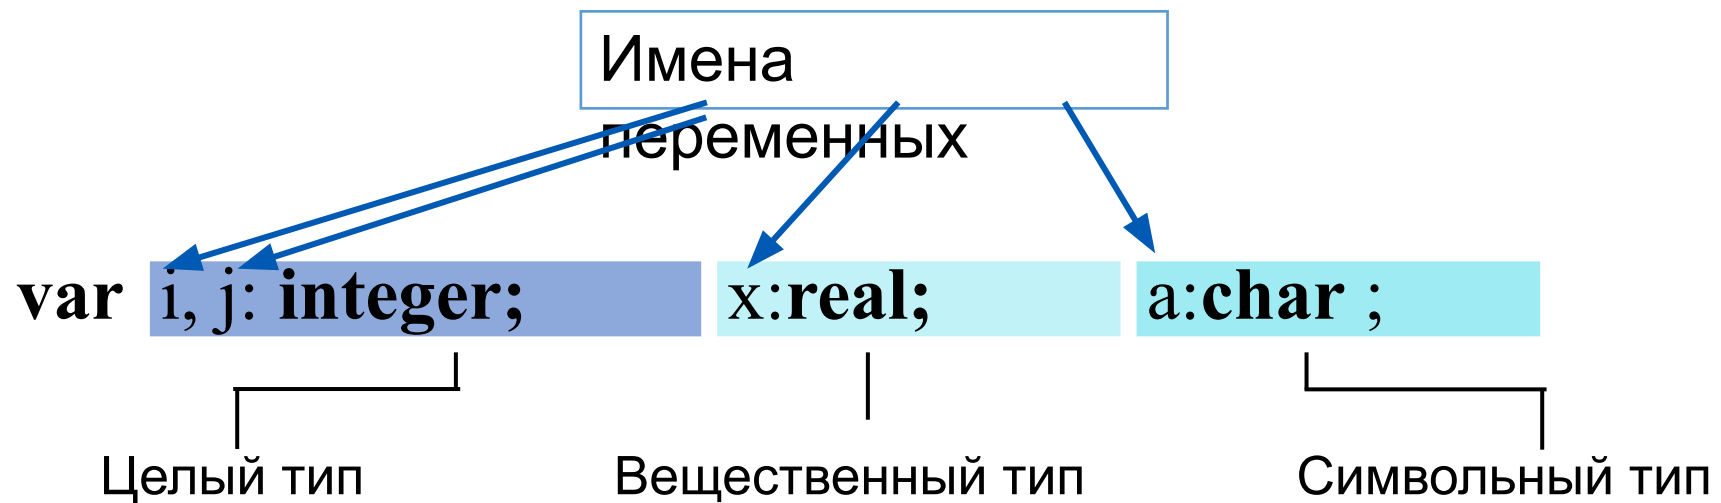 Имена
переменных
var i, j: integer; x:real; a:char ;
Целый тип Вещественный тип Символьный тип